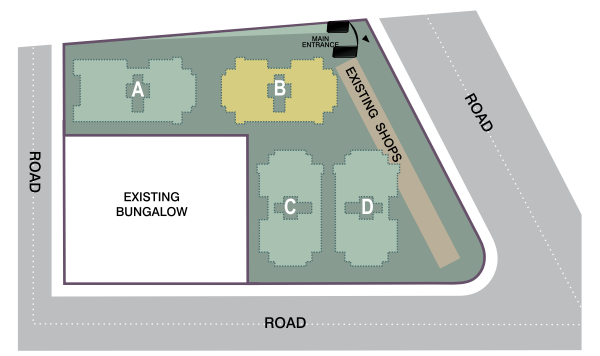 MAIN
ENTRANCE
A
B
EXISTING SHOPS
ROAD
ROAD
EXISTING
BUNGALOW
C
D
ROAD